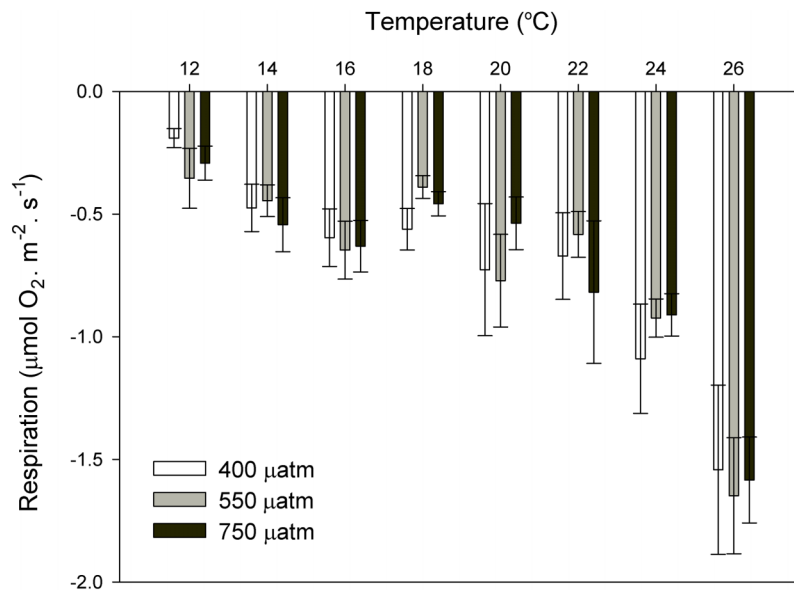 Temperature (°C)
12 14 16 18 20 22 24 26
0.0
-0.5
-1.0
-1.5
-2.0
Respiration (μmol O₂. m⁻². s⁻¹)
400 μatm
550 μatm
750 μatm